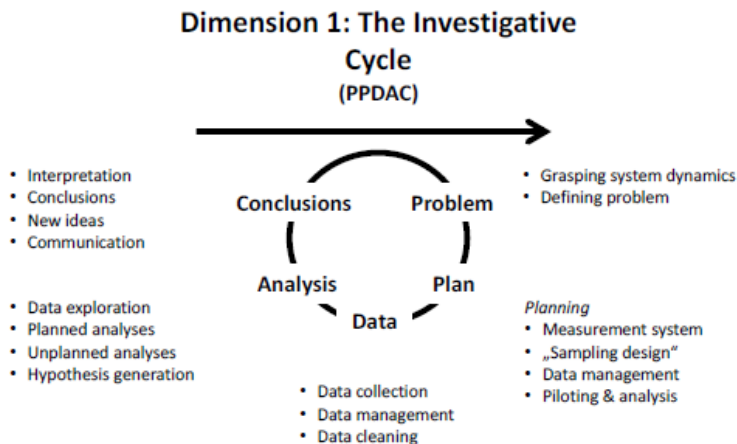 Dimension 1: The Investigative
Cycle
(PPDAC)
• Interpretation
• Conclusions
• New ideas
• Communication
Conclusions
Problem
• Grasping system dynamics
• Defining problem
Analysis
Plan
Data
• Data exploration
• Planned analyses
• Unplanned analyses
• Hypothesis generation
Planning
• Measurement system
• „Sampling design“
• Data management
• Piloting & analysis
• Data collection
• Data management
• Data cleaning